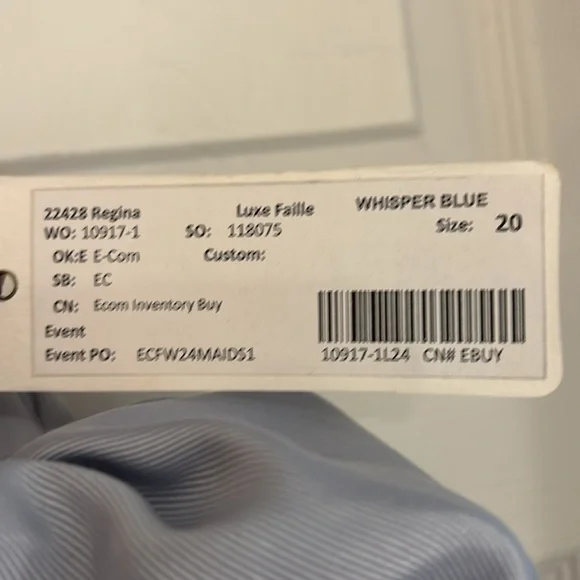 22428 Regina Luxe Faille WHISPER BLUE
WO: 10917-1 SO: 118075 Size: 20
OK:E E-Com Custom:
SB: EC
CN: Ecom Inventory Buy
Event
Event PO: ECFW24MAIDS1 10917-1L24 CN# EBUY